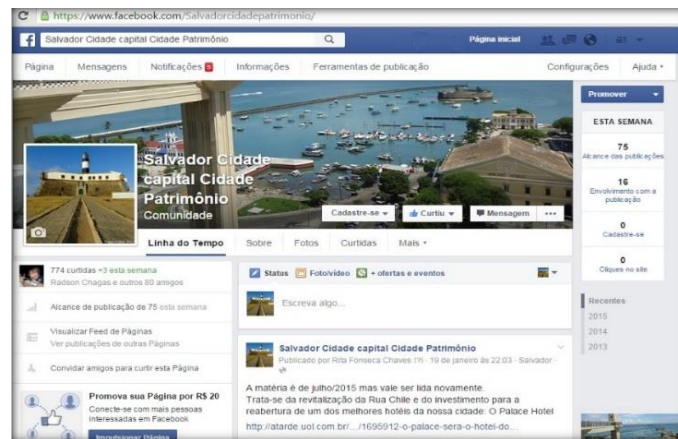 https://www.facebook.com/Salvadorcidadepatrimonio/
Salvador Cidade capital Cidade Patrimônio
Página inicial
Página Mensagens Notificações 5 Informações Ferramentas de publicação Configurações Ajuda
Salvador Cidade
capital Cidade
Patrimônio
Comunidade
Cadastre-se Curtiu Mensagem
Linha do Tempo Sobre Fotos Curtidas Mais
774 curtidas +3 esta semana
Radson Chagas e outros 80 amigos
Alcance de publicação de 75 esta semana
Visualizar Feed de Páginas
Ver publicações de outras Páginas
Convidar amigos para curtir esta Página
Promova sua Página por R$ 20
Conecte-se com mais pessoas
interessadas em Facebook
Impulsionar Página
Status Foto/vídeo + ofertas e eventos
Escreva algo...
Salvador Cidade capital Cidade Patrimônio
Publicado por Rita Fonseca Chaves [?] · 19 de janeiro às 22:03 · Salvador ·
A matéria é de julho/2015 mas vale ser lida novamente.
Trata-se da revitalização da Rua Chile e do investimento para a
reabertura de um dos melhores hotéis da nossa cidade: O Palace Hotel
http://atarde.uol.com.br/.../1695912-o-palace-sera-o-hotel-do...
Promover
ESTA SEMANA
75
Alcance das publicações
16
Envolvimento com a
publicação
0
Cadastre-se
0
Cliques no site
Recentes
2015
2014
2013